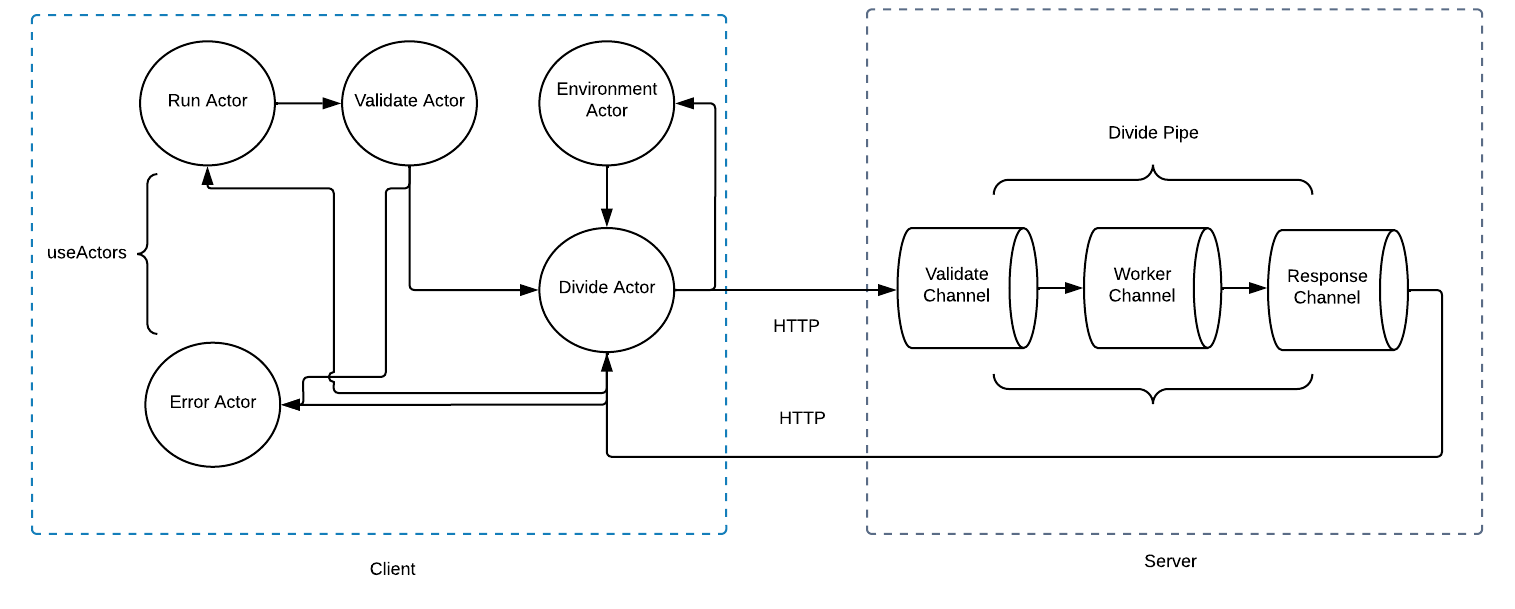 Run Actor
Validate Actor
Environment
Actor
useActors
Divide Actor
Error Actor
Client
HTTP
HTTP
Divide Pipe
Validate
Channel
Worker
Channel
Response
Channel
Server